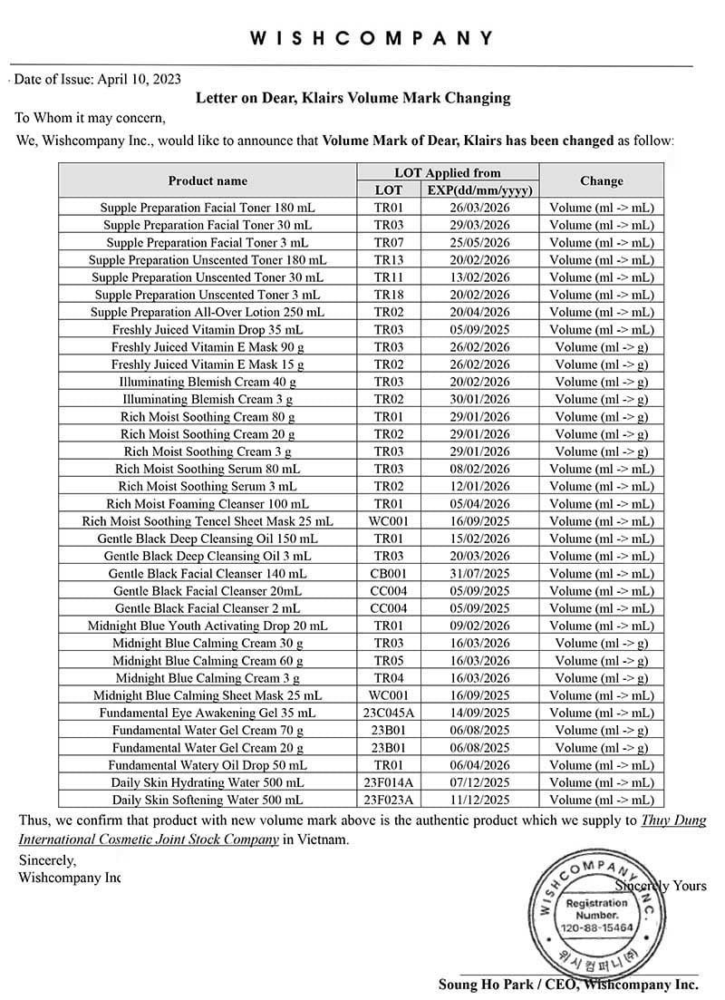 WISHCOMPANY
Date of Issue: April 10, 2023
Letter on Dear, Klairs Volume Mark Changing
To Whom it may concern,
We, Wishcompany Inc., would like to announce that Volume Mark of Dear, Klairs has been changed as follow:
Product name LOT Applied from Change
LOT EXP(dd/mm/yyyy)
Supple Preparation Facial Toner 180 mL TR01 26/03/2026 Volume (ml -> mL)
Supple Preparation Facial Toner 30 mL TR03 29/03/2026 Volume (ml -> mL)
Supple Preparation Facial Toner 3 mL TR07 25/05/2026 Volume (ml -> mL)
Supple Preparation Unscented Toner 180 mL TR13 20/02/2026 Volume (ml -> mL)
Supple Preparation Unscented Toner 30 mL TR11 13/02/2026 Volume (ml -> mL)
Supple Preparation Unscented Toner 3 mL TR18 20/02/2026 Volume (ml -> mL)
Supple Preparation All-Over Lotion 250 mL TR02 20/04/2026 Volume (ml -> mL)
Freshly Juiced Vitamin Drop 35 mL TR03 05/09/2025 Volume (ml -> mL)
Freshly Juiced Vitamin E Mask 90 g TR03 26/02/2026 Volume (ml -> g)
Freshly Juiced Vitamin E Mask 15 g TR02 26/02/2026 Volume (ml -> g)
Illuminating Blemish Cream 40 g TR03 20/02/2026 Volume (ml -> g)
Illuminating Blemish Cream 3 g TR02 30/01/2026 Volume (ml -> g)
Rich Moist Soothing Cream 80 g TR01 29/01/2026 Volume (ml -> g)
Rich Moist Soothing Cream 20 g TR02 29/01/2026 Volume (ml -> g)
Rich Moist Soothing Cream 3 g TR03 29/01/2026 Volume (ml -> g)
Rich Moist Soothing Serum 80 mL TR03 08/02/2026 Volume (ml -> mL)
Rich Moist Soothing Serum 3 mL TR02 12/01/2026 Volume (ml -> mL)
Rich Moist Foaming Cleanser 100 mL TR01 05/04/2026 Volume (ml -> mL)
Rich Moist Soothing Tencel Sheet Mask 25 mL WC001 16/09/2025 Volume (ml -> mL)
Gentle Black Deep Cleansing Oil 150 mL TR01 15/02/2026 Volume (ml -> mL)
Gentle Black Deep Cleansing Oil 3 mL TR03 20/03/2026 Volume (ml -> mL)
Gentle Black Facial Cleanser 140 mL CB001 31/07/2025 Volume (ml -> mL)
Gentle Black Facial Cleanser 20mL CC004 05/09/2025 Volume (ml -> mL)
Gentle Black Facial Cleanser 2 mL CC004 05/09/2025 Volume (ml -> mL)
Midnight Blue Youth Activating Drop 20 mL TR01 09/02/2026 Volume (ml -> mL)
Midnight Blue Calming Cream 30 g TR03 16/03/2026 Volume (ml -> g)
Midnight Blue Calming Cream 60 g TR05 16/03/2026 Volume (ml -> g)
Midnight Blue Calming Cream 3 g TR04 16/03/2026 Volume (ml -> g)
Midnight Blue Calming Sheet Mask 25 mL WC001 16/09/2025 Volume (ml -> mL)
Fundamental Eye Awakening Gel 35 mL 23C045A 14/09/2025 Volume (ml -> mL)
Fundamental Water Gel Cream 70 g 23B01 06/08/2025 Volume (ml -> g)
Fundamental Water Gel Cream 20 g 23B01 06/08/2025 Volume (ml -> g)
Fundamental Watery Oil Drop 50 mL TR01 06/04/2026 Volume (ml -> mL)
Daily Skin Hydrating Water 500 mL 23F014A 07/12/2025 Volume (ml -> mL)
Daily Skin Softening Water 500 mL 23F023A 11/12/2025 Volume (ml -> mL)
Thus, we confirm that product with new volume mark above is the authentic product which we supply to Thuy Dung
International Cosmetic Joint Stock Company in Vietnam.
Sincerely,
Wishcompany Inc
Sincerely Yours
WISHCOMPANY INC.
Registration
Number.
120-88-15464
위시컴퍼니(주)
Soung Ho Park / CEO, Wishcompany Inc.